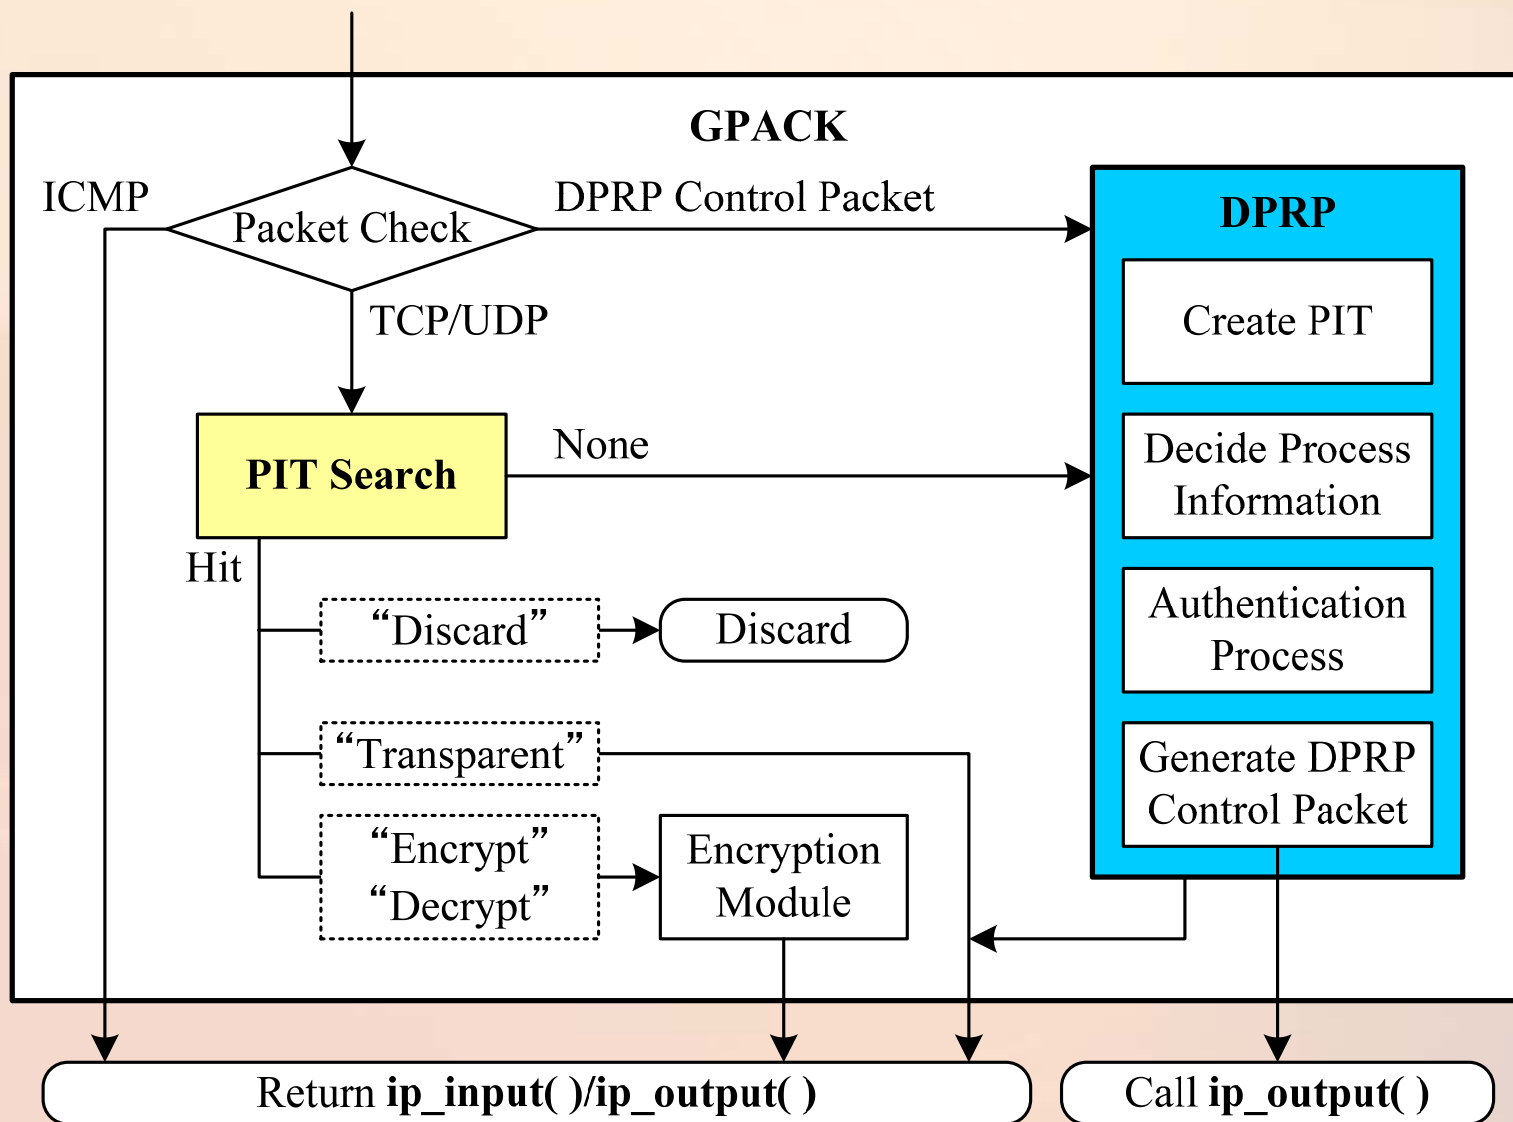 GPACK
ICMP
DPRP Control Packet
Packet Check
DPRP
TCP/UDP
Create PIT
None
PIT Search
Decide Process
Information
Hit
“Discard”
Discard
Authentication
Process
“Transparent”
Generate DPRP
Control Packet
“Encrypt”
“Decrypt”
Encryption
Module
Return ip_input( )/ip_output( )
Call ip_output( )